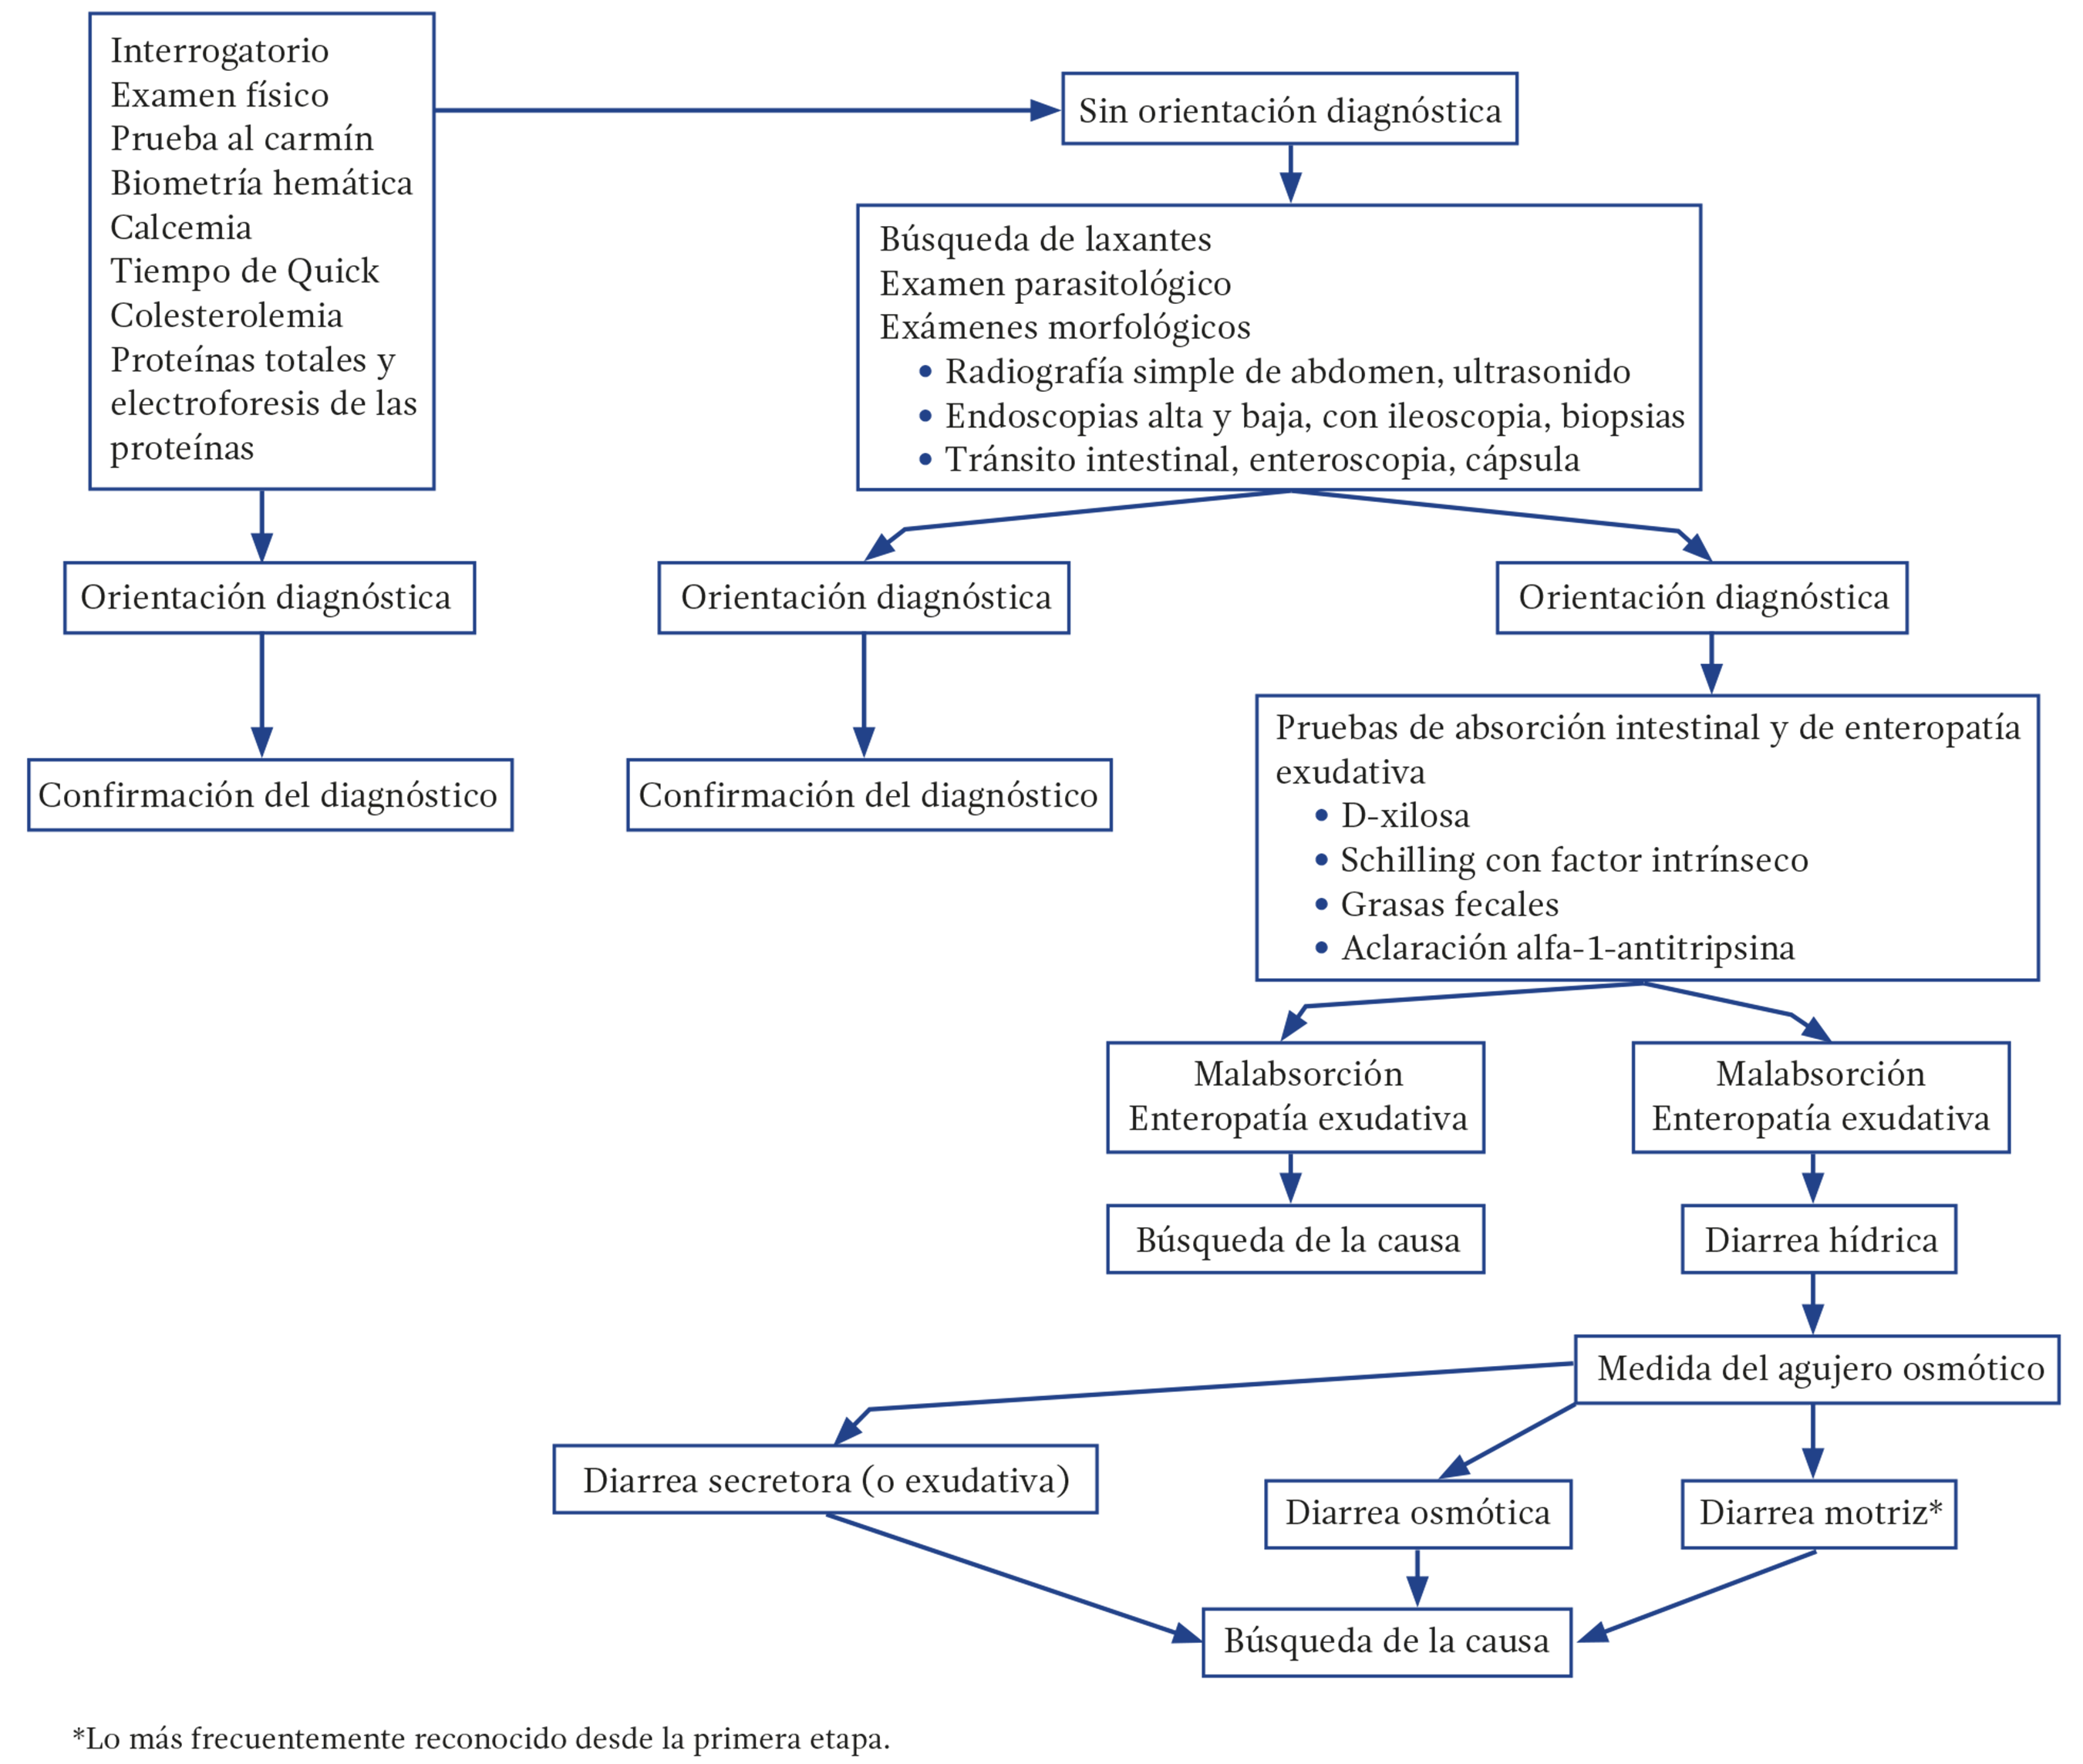 Interrogatorio
Examen físico
Prueba al carmín
Biometría hemática
Calcemia
Tiempo de Quick
Colesterolemia
Proteínas totales y
electroforesis de las
proteínas
Sin orientación diagnóstica
Búsqueda de laxantes
Examen parasitológico
Exámenes morfológicos
• Radiografía simple de abdomen, ultrasonido
• Endoscopias alta y baja, con ileoscopia, biopsias
• Tránsito intestinal, enteroscopia, cápsula
Orientación diagnóstica
Orientación diagnóstica
Orientación diagnóstica
Confirmación del diagnóstico
Confirmación del diagnóstico
Pruebas de absorción intestinal y de enteropatía
exudativa
• D-xilosa
• Schilling con factor intrínseco
• Grasas fecales
• Aclaración alfa-1-antitripsina
Malabsorción
Enteropatía exudativa
Malabsorción
Enteropatía exudativa
Búsqueda de la causa
Diarrea hídrica
Medida del agujero osmótico
Diarrea secretora (o exudativa)
Diarrea osmótica
Diarrea motriz*
Búsqueda de la causa
*Lo más frecuentemente reconocido desde la primera etapa.